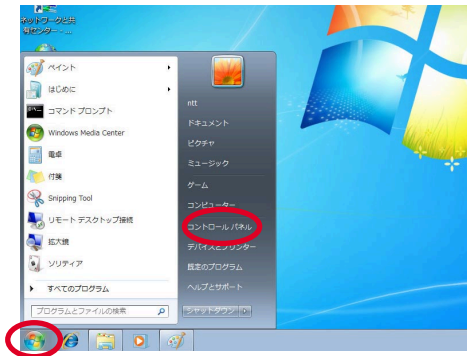 ネットワークと共
有センター - ...
ペイント
はじめに
コマンド プロンプト
Windows Media Center
電卓
付箋
Snipping Tool
リモート デスクトップ接続
拡大鏡
ソリティア
すべてのプログラム
プログラムとファイルの検索
ntt
ドキュメント
ピクチャ
ミュージック
ゲーム
コンピューター
コントロール パネル
デバイスとプリンター
既定のプログラム
ヘルプとサポート
シャットダウン